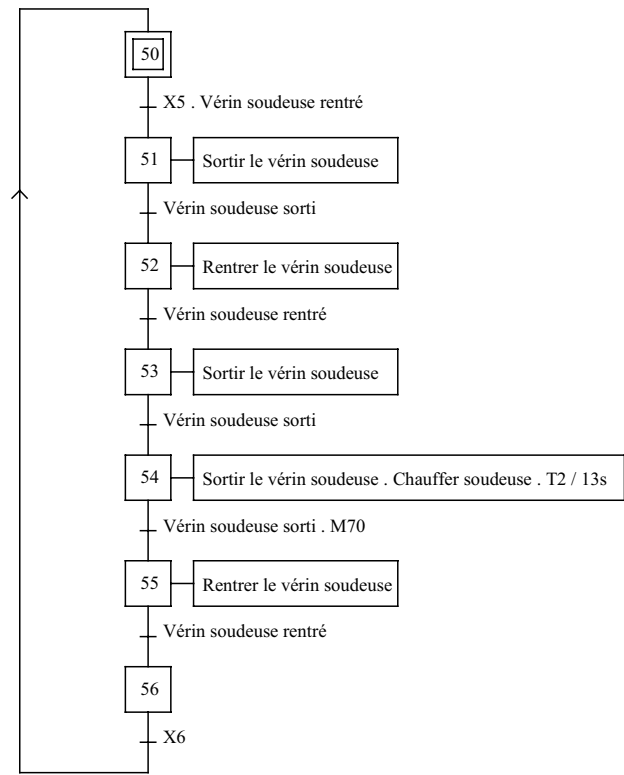 50
X5 . Vérin soudeuse rentré
51
Sortir le vérin soudeuse
Vérin soudeuse sorti
52
Rentrer le vérin soudeuse
Vérin soudeuse rentré
53
Sortir le vérin soudeuse
Vérin soudeuse sorti
54
Sortir le vérin soudeuse . Chauffer soudeuse . T2 / 13s
Vérin soudeuse sorti . M70
55
Rentrer le vérin soudeuse
Vérin soudeuse rentré
56
X6